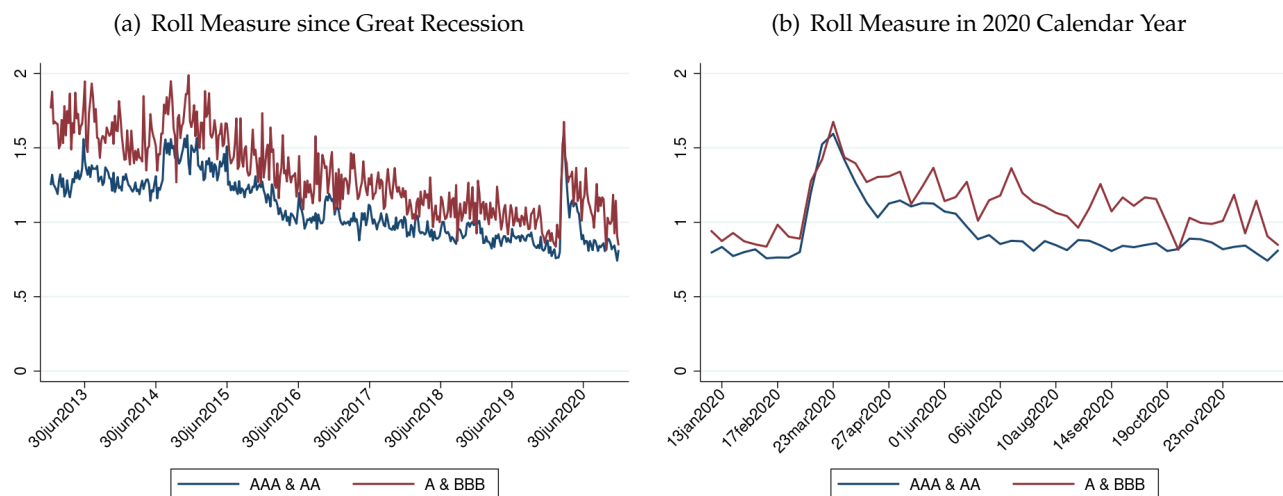 (a) Roll Measure since Great Recession
2
1.5
1
.5
0
30jun2013
30jun2014
30jun2015
30jun2016
30jun2017
30jun2018
30jun2019
30jun2020
AAA & AA
A & BBB
(b) Roll Measure in 2020 Calendar Year
2
1.5
1
.5
0
13jan2020
17feb2020
23mar2020
27apr2020
01jun2020
06jul2020
10aug2020
14sep2020
19oct2020
23nov2020
AAA & AA
A & BBB